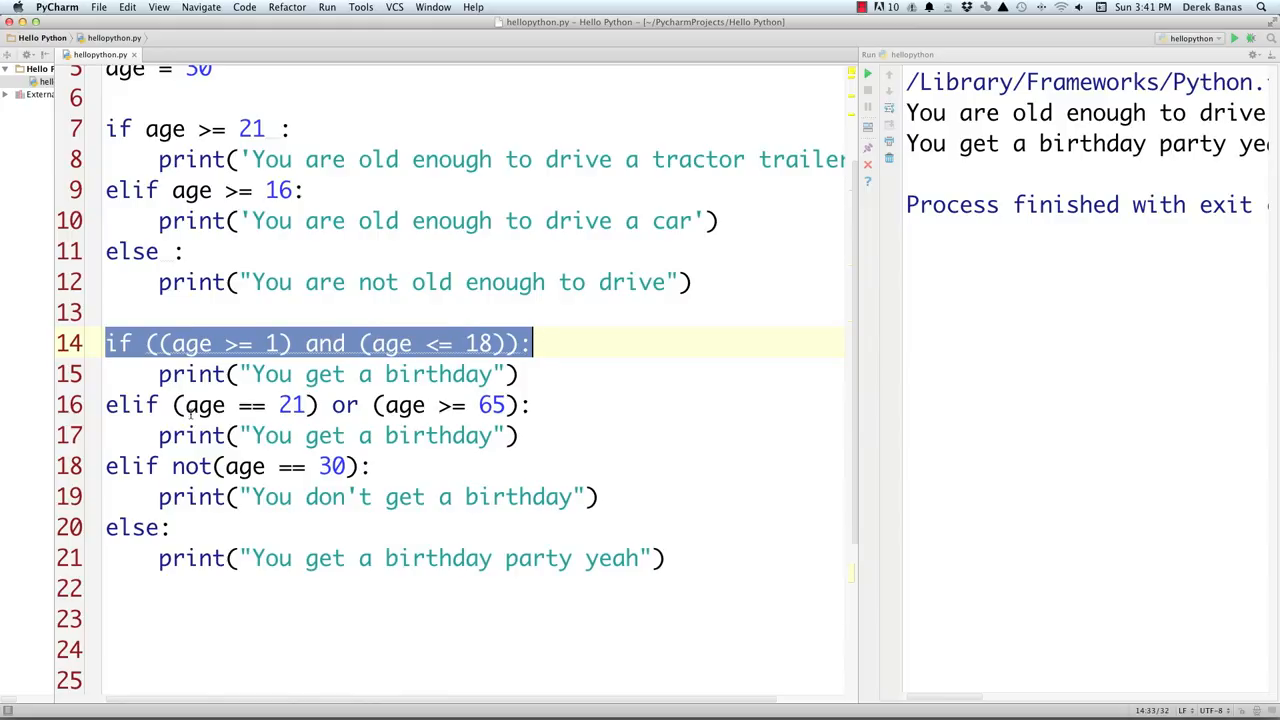 PyCharm File Edit View Navigate Code Refactor Run Tools VCS Window Help 10 Sun 3:41 PM Derek Banas
hellopython.py - Hello Python - [~/PycharmProjects/Hello Python]
Hello Python hellopython.py hellopython
hellopython.py × Run hellopython
Hello P
hello
Externa
5 age = 30
6
7 if age >= 21 :
8 print('You are old enough to drive a tractor trailer
9 elif age >= 16:
10 print('You are old enough to drive a car')
11 else :
12 print("You are not old enough to drive")
13
14 if ((age >= 1) and (age <= 18)):
15 print("You get a birthday")
16 elif (age == 21) or (age >= 65):
17 print("You get a birthday")
18 elif not(age == 30):
19 print("You don't get a birthday")
20 else:
21 print("You get a birthday party yeah")
22
23
24
25
/Library/Frameworks/Python.
You are old enough to drive
You get a birthday party yea
Process finished with exit
14:33/32 LF UTF-8